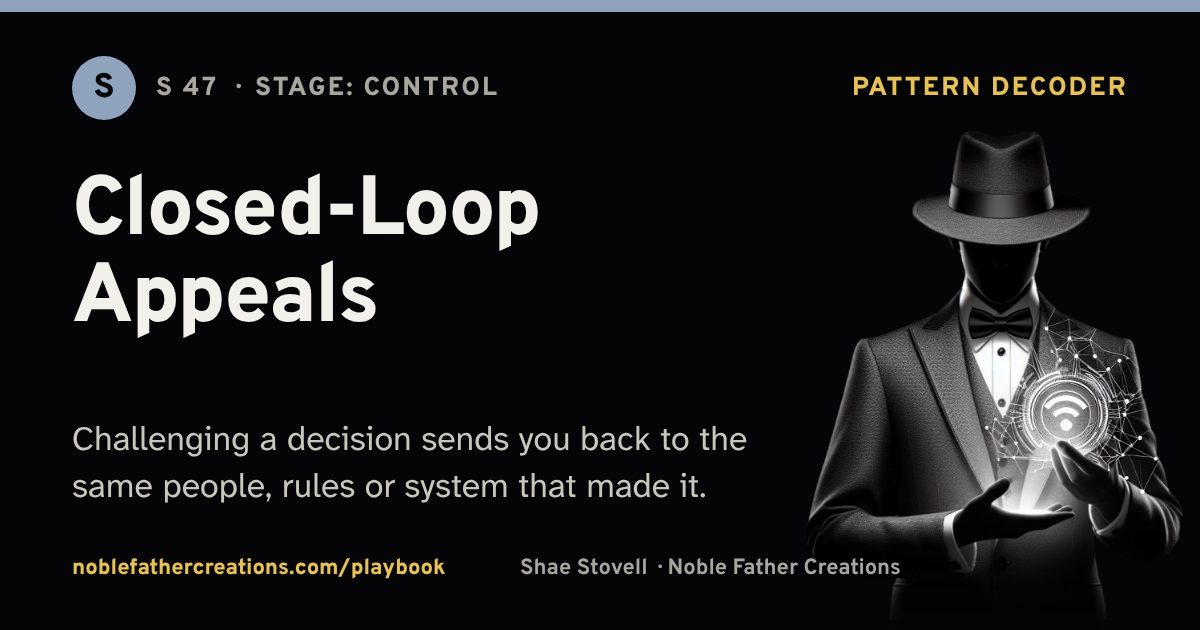 S
S 47 · STAGE: CONTROL
PATTERN DECODER
Closed-Loop
Appeals
Challenging a decision sends you back to the
same people, rules or system that made it.
noblefathercreations.com/playbook
Shae Stovell · Noble Father Creations